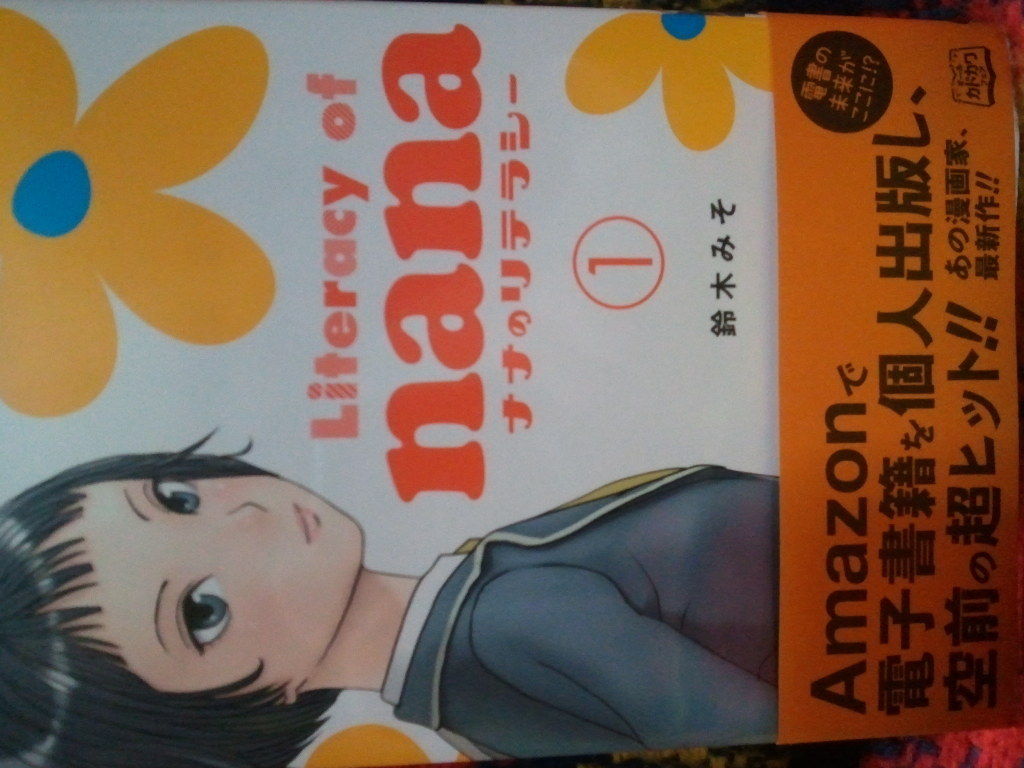 Literacy of
nana
ナナのリテラシー
1
鈴木みそ
電書の
未来が
ここに!?
Amazonで
電子書籍を個人出版し、
空前の超ヒット!!
あの漫画家、
最新作!!